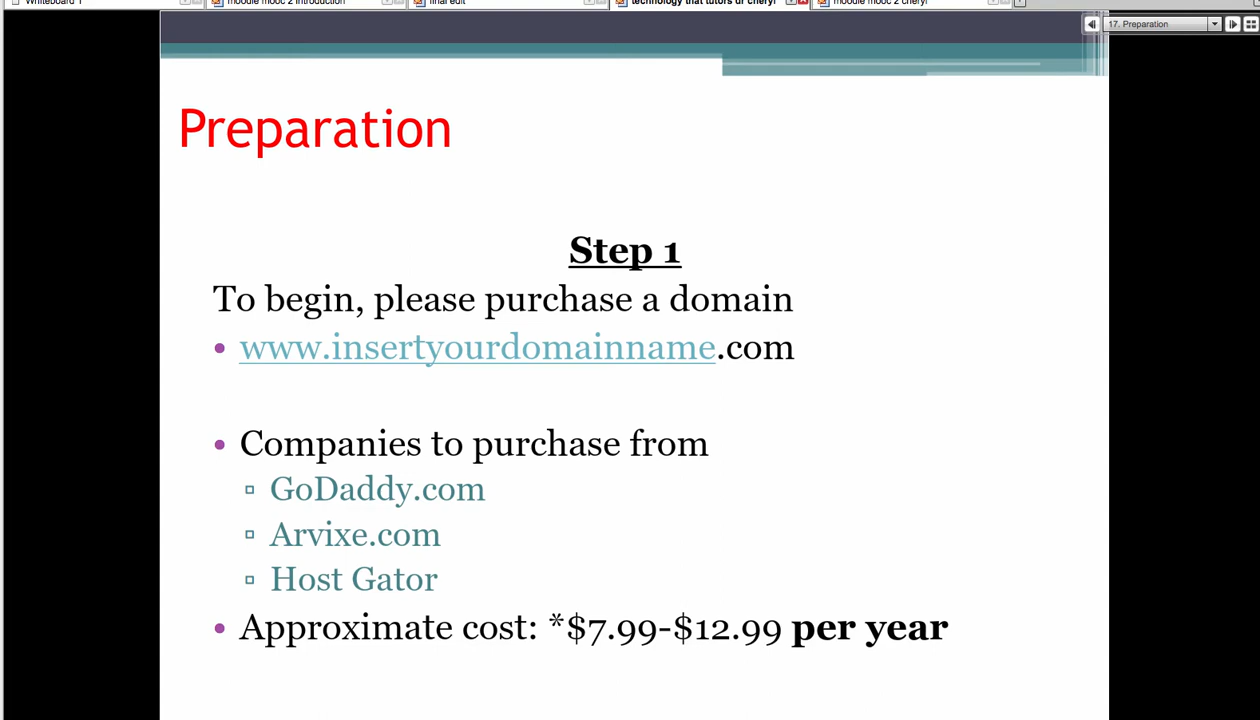 Whiteboard 1
moodle mooc 2 introduction
final edit
technology that tutors dr cheryl
moodle mooc 2 cheryl
17. Preparation
Preparation
Step 1
To begin, please purchase a domain
• www.insertyourdomainname.com
• Companies to purchase from
▫ GoDaddy.com
▫ Arvixe.com
▫ Host Gator
• Approximate cost: *$7.99-$12.99 per year